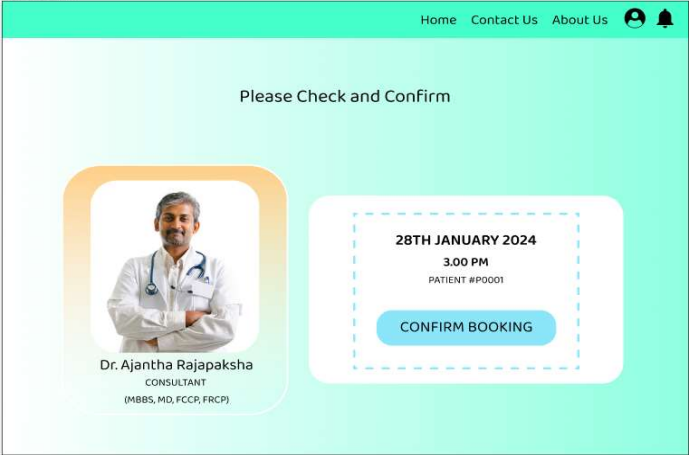 Home Contact Us About Us
Please Check and Confirm
Dr. Ajantha Rajapaksha
CONSULTANT
(MBBS, MD, FCCP, FRCP)
28TH JANUARY 2024
3.00 PM
PATIENT #P0001
CONFIRM BOOKING